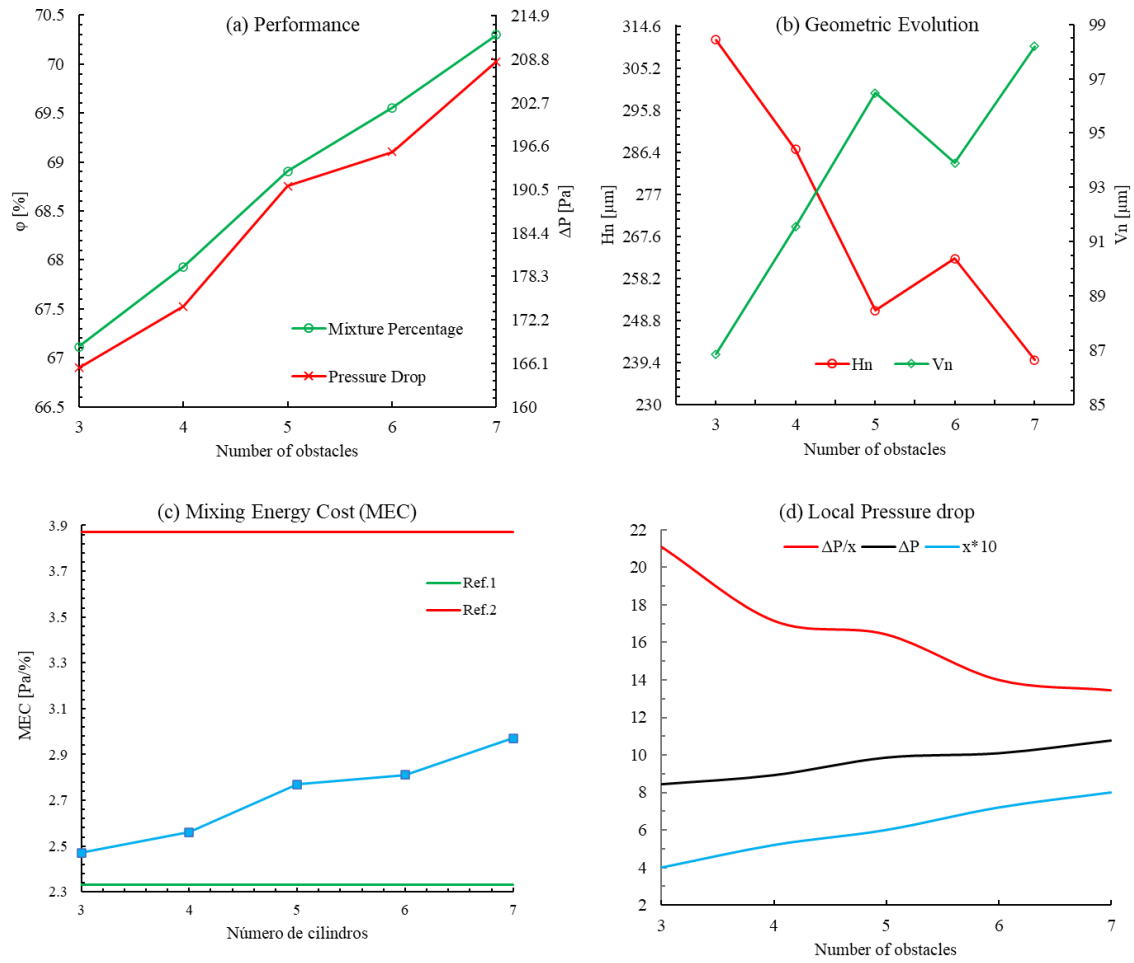 (a) Performance
70.5
70
69.5
69
68.5
68
67.5
67
66.5
φ [%]
214.9
208.8
202.7
196.6
190.5
184.4
178.3
172.2
166.1
160
ΔP [Pa]
Mixture Percentage
Pressure Drop
3 4 5 6 7
Number of obstacles
(b) Geometric Evolution
314.6
305.2
295.8
286.4
277
267.6
258.2
248.8
239.4
230
Hn [µm]
99
97
95
93
91
89
87
85
Vn [µm]
Hn Vn
3 4 5 6 7
Number of obstacles
(c) Mixing Energy Cost (MEC)
3.9
3.7
3.5
3.3
3.1
2.9
2.7
2.5
2.3
MEC [Pa/%]
Ref.1
Ref.2
3 4 5 6 7
Número de cilindros
(d) Local Pressure drop
ΔP/x ΔP x*10
22
20
18
16
14
12
10
8
6
4
2
3 4 5 6 7
Number of obstacles